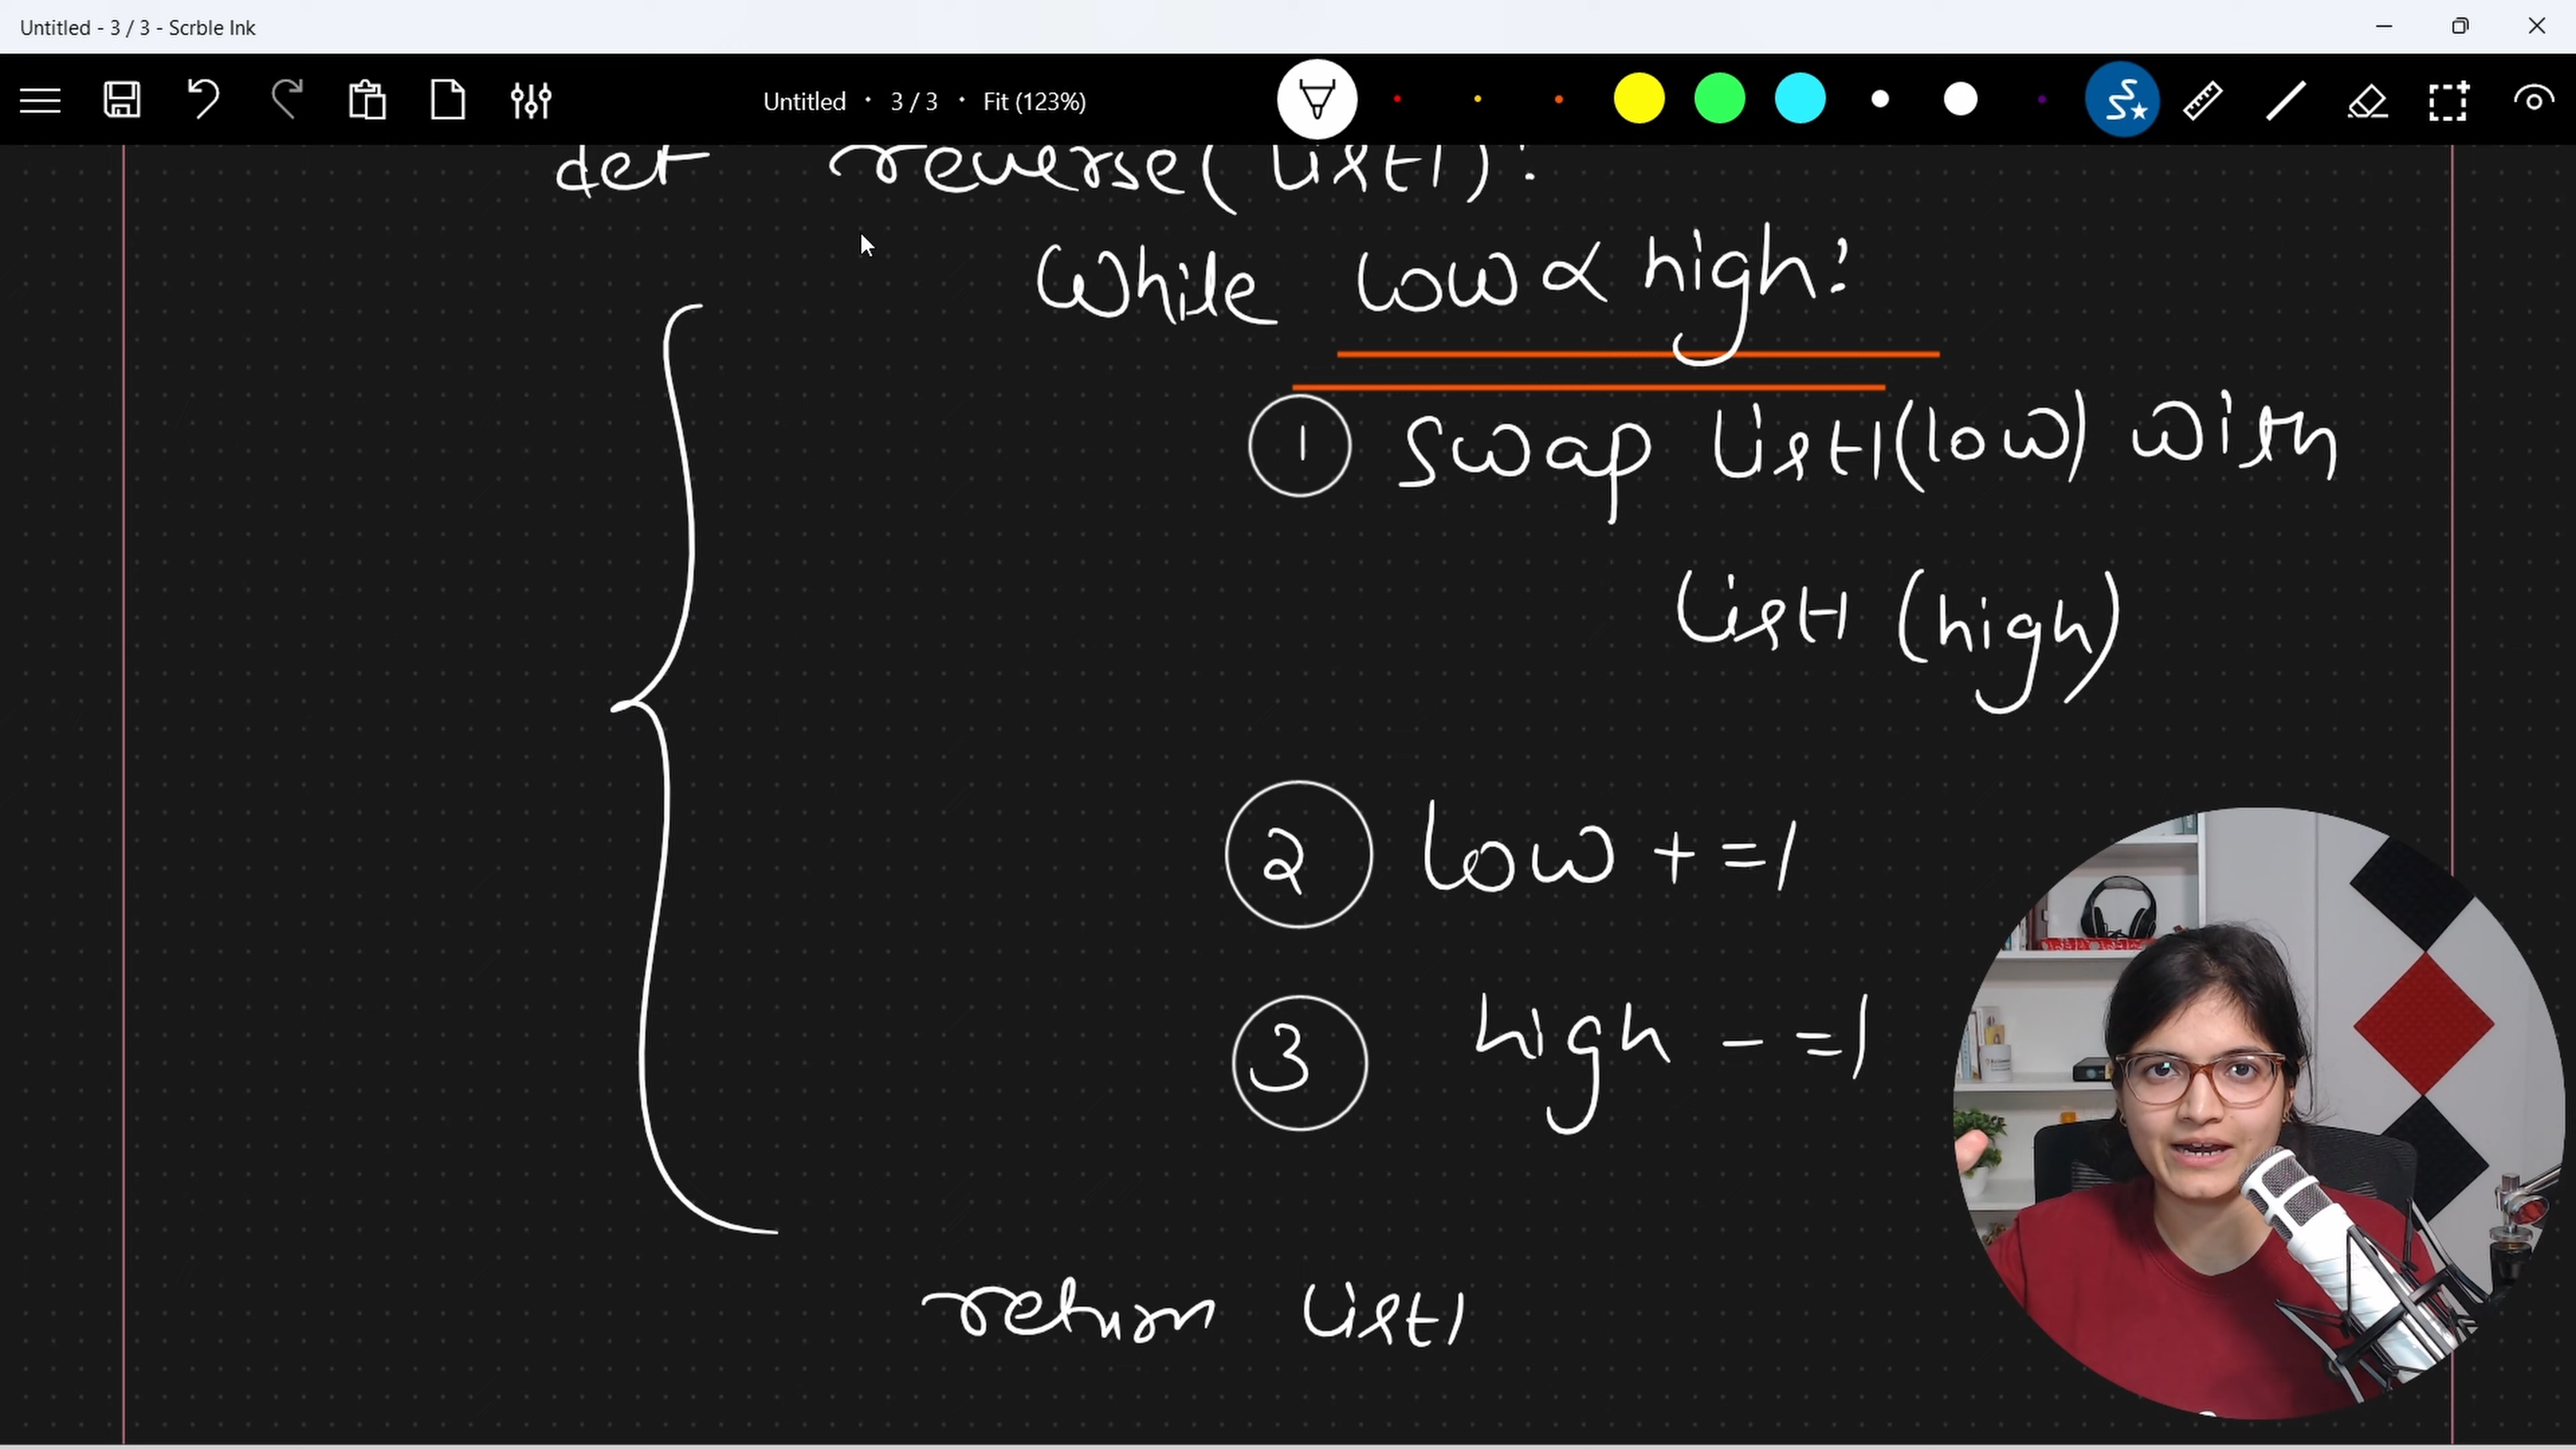 Untitled - 3 / 3 - Scrble Ink
Untitled • 3 / 3 • Fit (123%)
def reverse(list1):
while low < high:
1 swap list1(low) with
list1 (high)
2 low +=1
3 high -=1
return list1